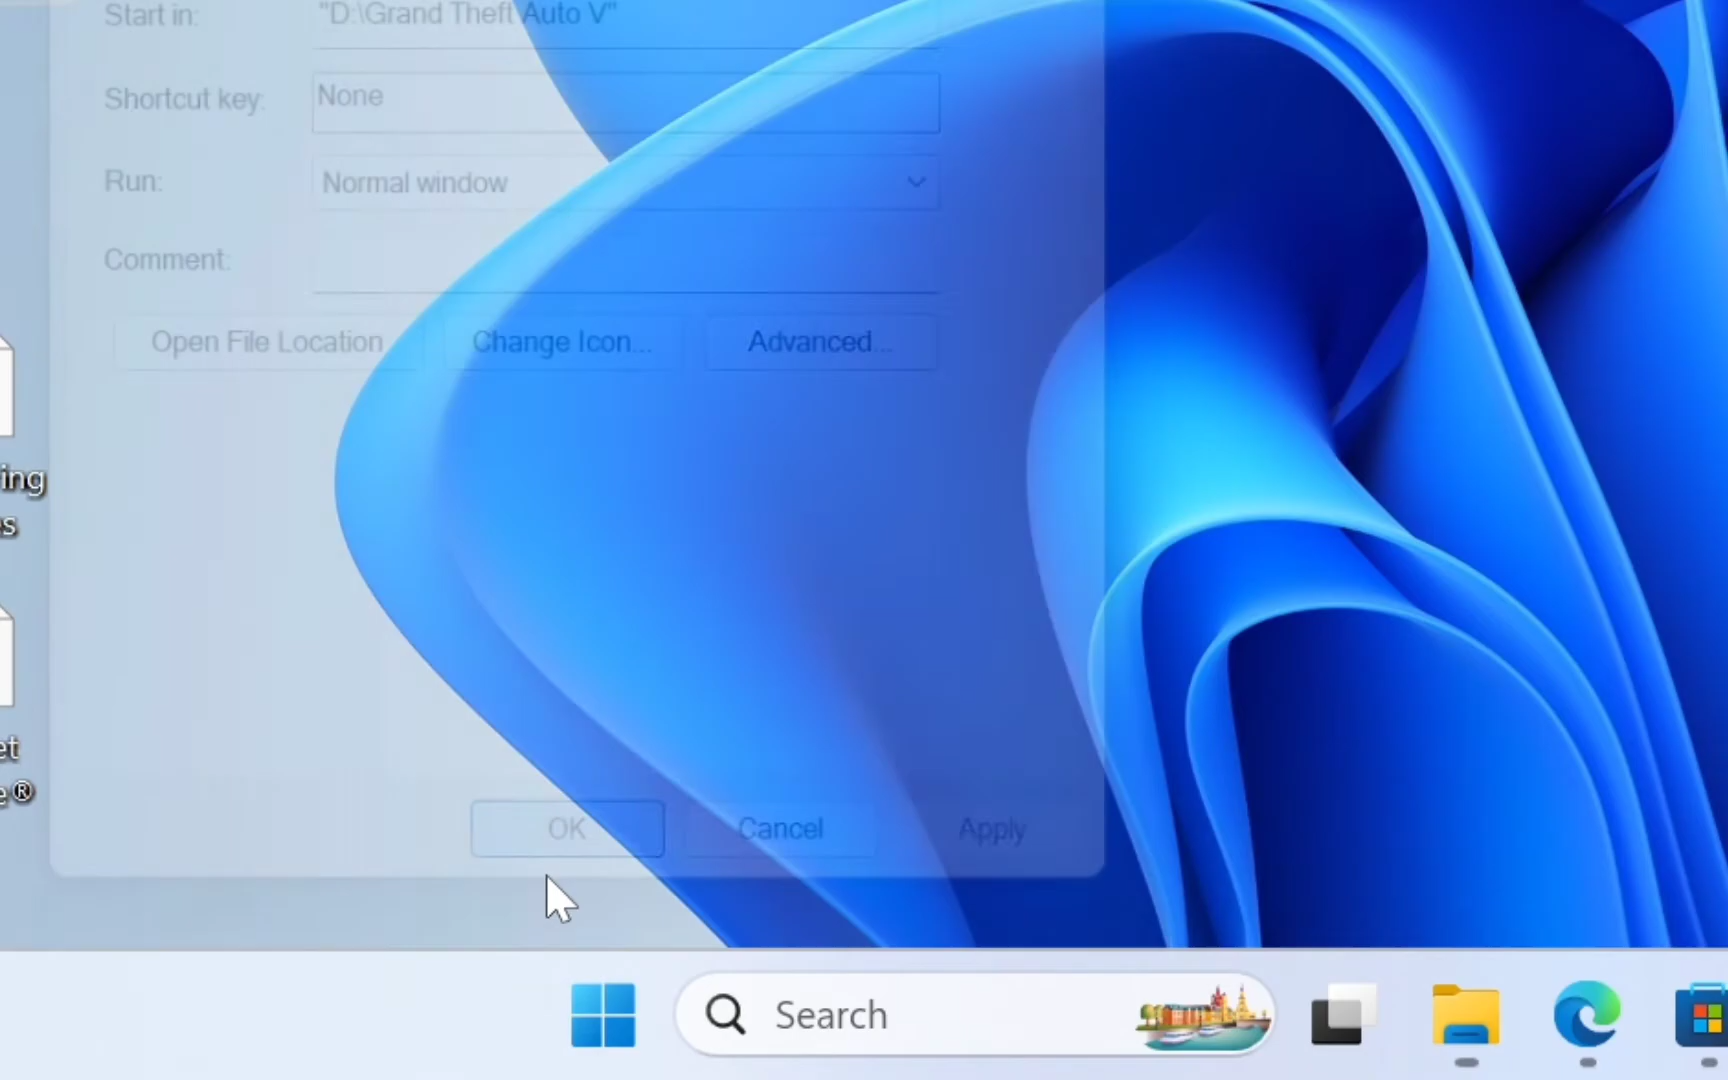 Start in: "D:\Grand Theft Auto V"
Shortcut key: None
Run: Normal window
Comment:
Open File Location Change Icon... Advanced...
ing
s
et
e®
OK Cancel Apply
Search